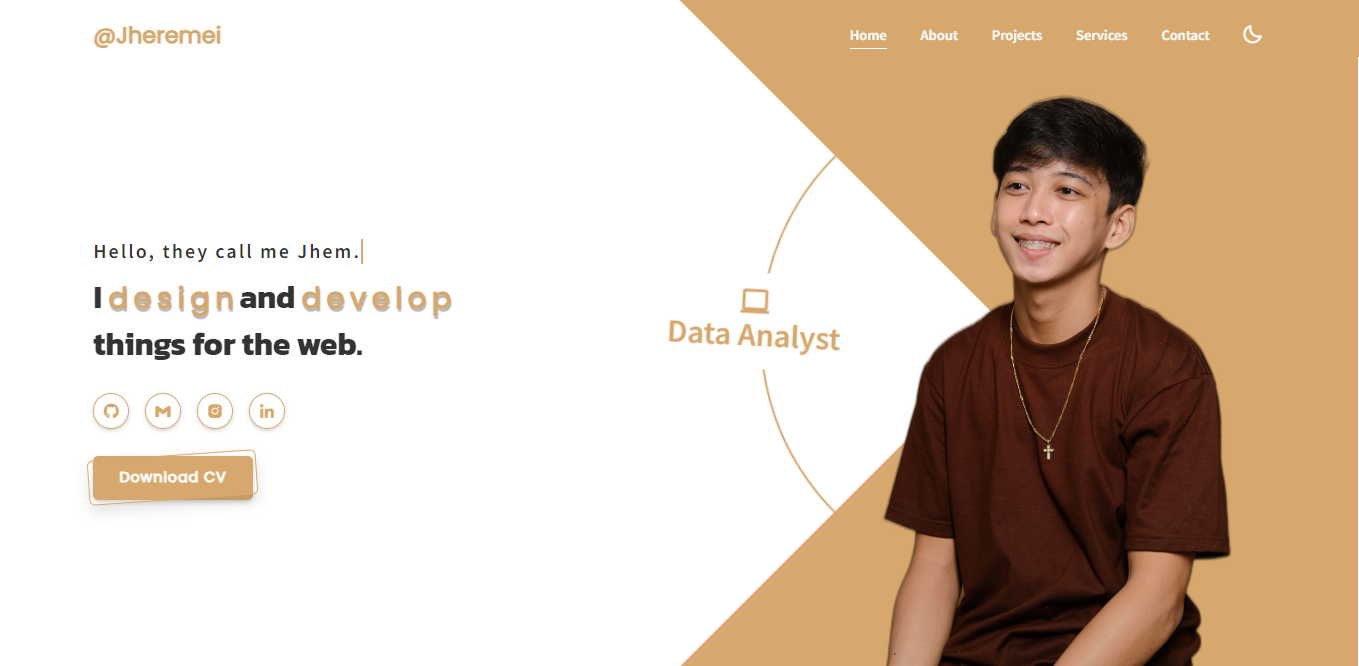 @Jheremei
Home About Projects Services Contact
Hello, they call me Jhem.
I design and develop
things for the web.
Data Analyst
Download CV